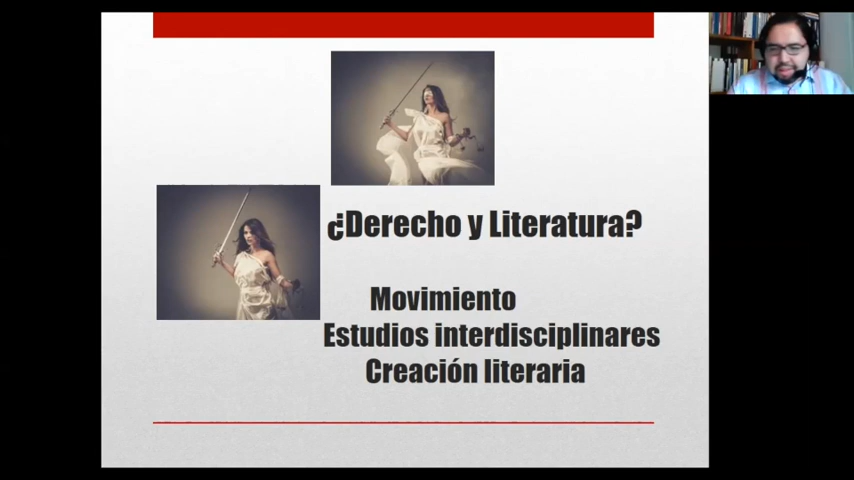 ¿Derecho y Literatura?
Movimiento
Estudios interdisciplinares
Creación literaria